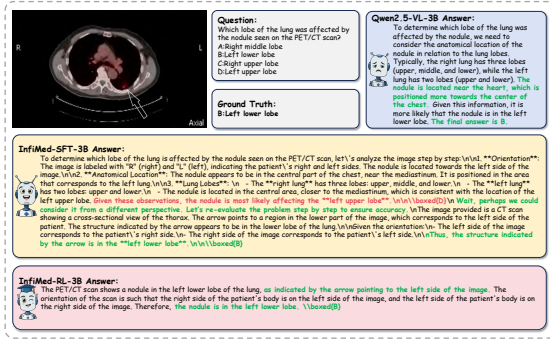 R
L
Axial
Question:
Which lobe of the lung was affected by
the nodule seen on the PET/CT scan?
A:Right middle lobe
B:Left lower lobe
C:Right upper lobe
D:Left upper lobe
Ground Truth:
B:Left lower lobe
Qwen2.5-VL-3B Answer:
To determine which lobe of the lung was
affected by the nodule, we need to
consider the anatomical location of the
nodule in relation to the lung lobes.
Typically, the right lung has three lobes
(upper, middle, and lower), while the left
lung has two lobes (upper and lower). The
nodule is located near the heart, which is
positioned more towards the center of
the chest. Given this information, it is
more likely that the nodule is in the left
lower lobe. The final answer is B.
InfiMed-SFT-3B Answer:
To determine which lobe of the lung is affected by the nodule seen on the PET/CT scan, let\'s analyze the image step by step:\n\n1. **Orientation**:
The image is labeled with "R" (right) and "L" (left), indicating the patient\'s right and left sides. The nodule is located towards the left side of the
image.\n\n2. **Anatomical Location**: The nodule appears to be in the central part of the chest, near the mediastinum. It is positioned in the area
that corresponds to the left lung.\n\n3. **Lung Lobes**: \n   - The **right lung** has three lobes: upper, middle, and lower.\n   - The **left lung**
has two lobes: upper and lower.\n   - The nodule is located in the central area, closer to the mediastinum, which is consistent with the location of the
left upper lobe. Given these observations, the nodule is most likely affecting the **left upper lobe**. \n\n\\boxed{D}\n Wait, perhaps we could
consider it from a different perspective. Let's re-evaluate the problem step by step to ensure accuracy. \nThe image provided is a CT scan
showing a cross-sectional view of the thorax. The arrow points to a region in the lower part of the image, which corresponds to the left side of the
patient. The structure indicated by the arrow appears to be in the lower lobe of the lung.\n\nGiven the orientation:\n- The left side of the image
corresponds to the patient's right side.\n- The right side of the image corresponds to the patient\'s left side.\n\nThus, the structure indicated
by the arrow is in the **left lower lobe**. \n\n\\boxed{B}
InfiMed-RL-3B Answer:
The PET/CT scan shows a nodule in the left lower lobe of the lung, as indicated by the arrow pointing to the left side of the image. The
orientation of the scan is such that the right side of the patient's body is on the left side of the image, and the left side of the patient's body is on
the right side of the image. Therefore, the nodule is in the left lower lobe. \\boxed{B}